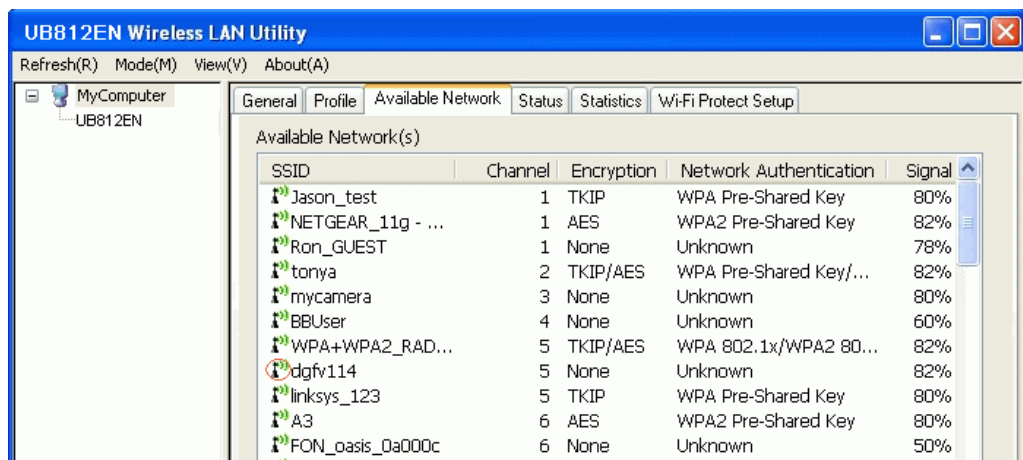 UB812EN Wireless LAN Utility
Refresh(R) Mode(M) View(V) About(A)
MyComputer
UB812EN
General Profile Available Network Status Statistics Wi-Fi Protect Setup
Available Network(s)
SSID Channel Encryption Network Authentication Signal
Jason_test 1 TKIP WPA Pre-Shared Key 80%
NETGEAR_11g - ... 1 AES WPA2 Pre-Shared Key 82%
Ron_GUEST 1 None Unknown 78%
tonya 2 TKIP/AES WPA Pre-Shared Key/... 82%
mycamera 3 None Unknown 80%
BBUser 4 None Unknown 60%
WPA+WPA2_RAD... 5 TKIP/AES WPA 802.1x/WPA2 80... 82%
dgfv114 5 None Unknown 82%
linksys_123 5 TKIP WPA Pre-Shared Key 80%
A3 6 AES WPA2 Pre-Shared Key 80%
FON_oasis_0a000c 6 None Unknown 50%